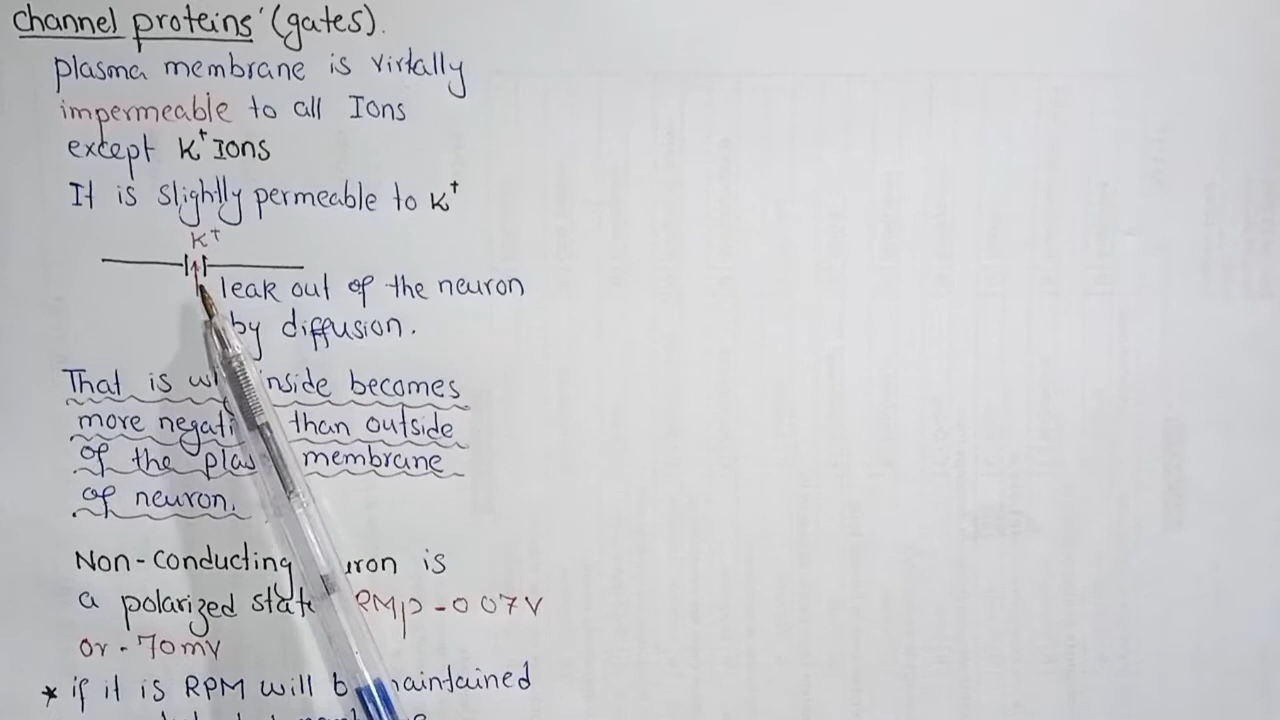 channel proteins (gates).
plasma membrane is virtally
impermeable to all Ions
except K⁺ Ions
It is slightly permeable to K⁺
K⁺
leak out of the neuron
by diffusion.
That is inside becomes
more than outside
of the membrane
of neuron.
Non-conducting is
a polarized RMP - 0 07V
or - 70mV
* if it is RPM will maintained